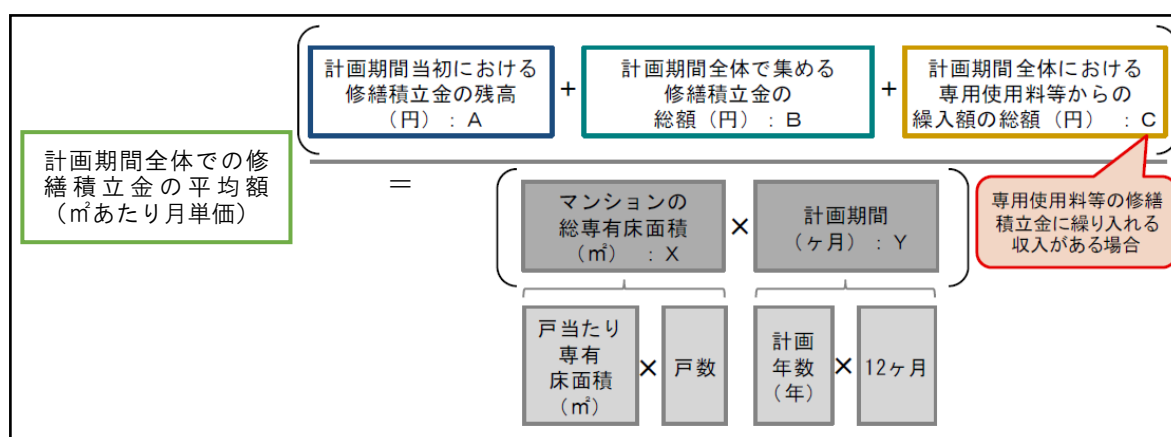 計画期間全体での修
繕積立金の平均額
（㎡あたり月単価）
＝
計画期間当初における
修繕積立金の残高
（円）：Ａ
+
計画期間全体で集める
修繕積立金の
総額（円）：Ｂ
+
計画期間全体における
専用使用料等からの
繰入額の総額（円）：Ｃ
マンションの
総専有床面積
（㎡）：Ｘ
×
計画期間
（ヶ月）：Ｙ
専用使用料等の修繕
積立金に繰り入れる
収入がある場合
戸当たり
専有
床面積
（㎡）
×
戸数
計画
年数
（年）
×
12ヶ月